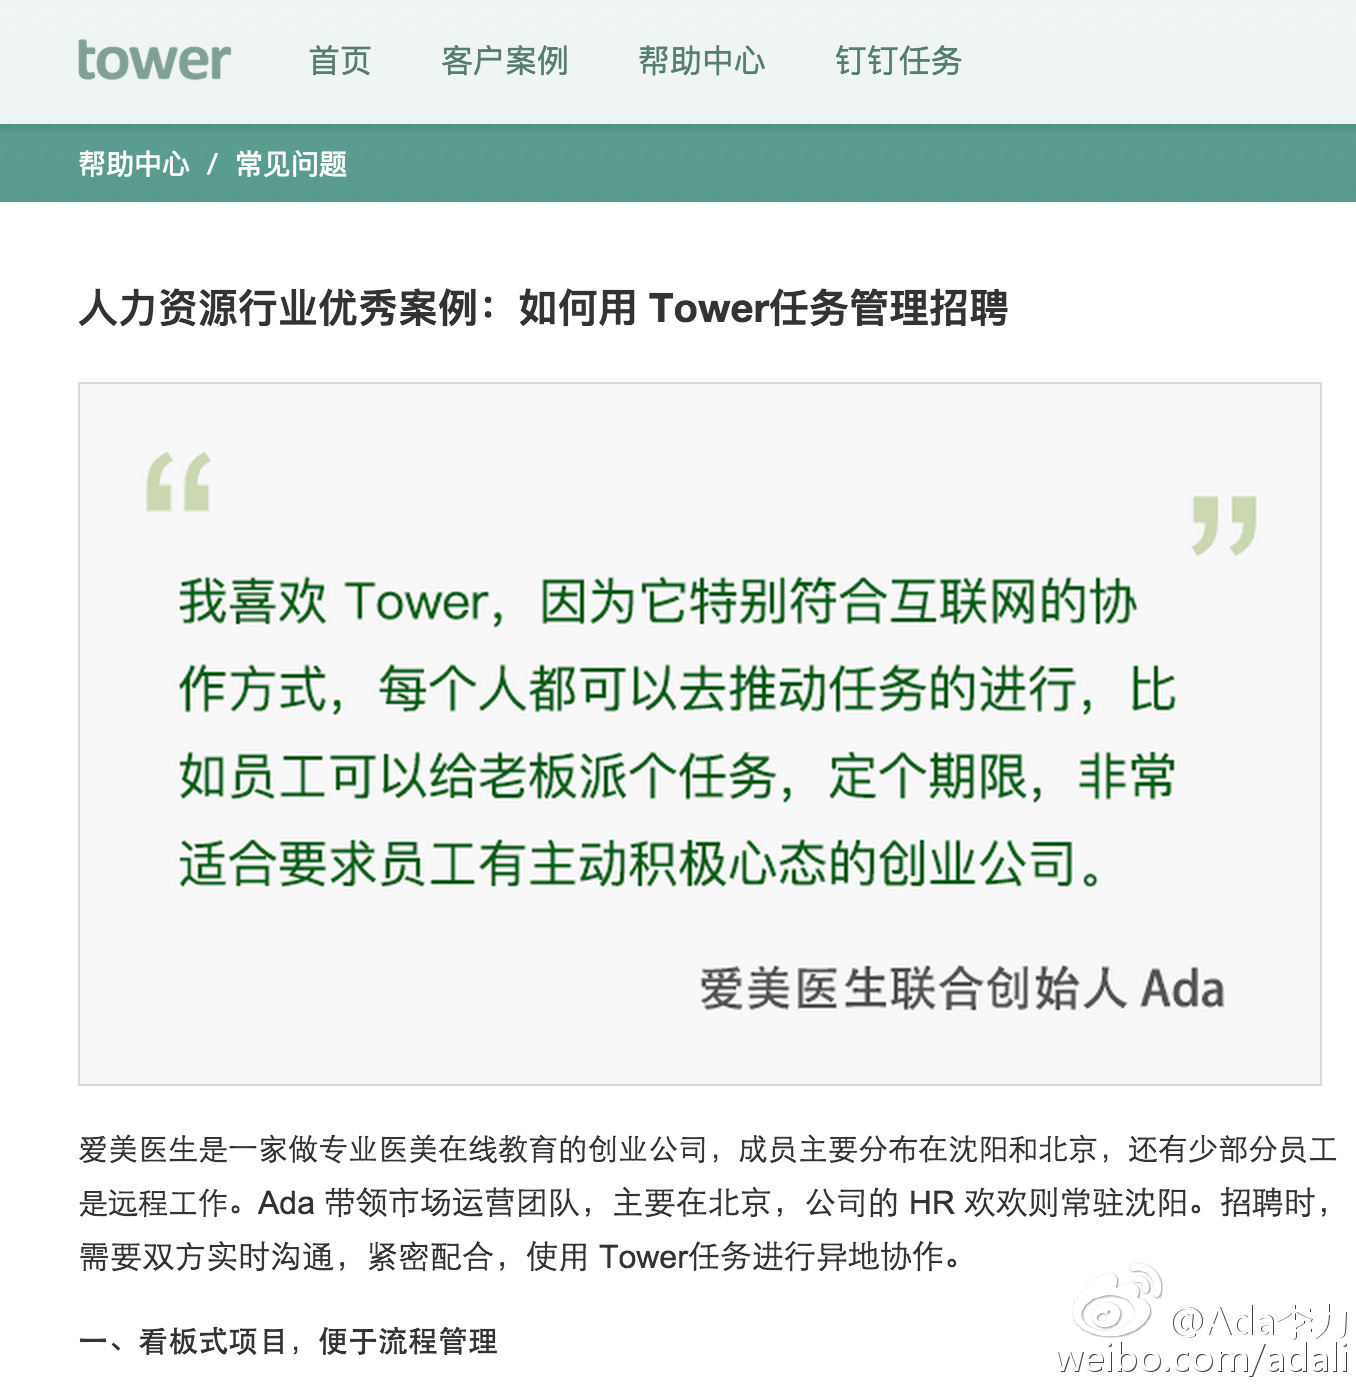 tower 首页 客户案例 帮助中心 钉钉任务
帮助中心 / 常见问题
人力资源行业优秀案例：如何用 Tower任务管理招聘
“
”
我喜欢 Tower，因为它特别符合互联网的协
作方式，每个人都可以去推动任务的进行，比
如员工可以给老板派个任务，定个期限，非常
适合要求员工有主动积极心态的创业公司。
爱美医生联合创始人 Ada
爱美医生是一家做专业医美在线教育的创业公司，成员主要分布在沈阳和北京，还有少部分员工
是远程工作。Ada 带领市场运营团队，主要在北京，公司的 HR 欢欢则常驻沈阳。招聘时，
需要双方实时沟通，紧密配合，使用 Tower任务进行异地协作。
一、看板式项目，便于流程管理
@Ada
weibo.com/adali